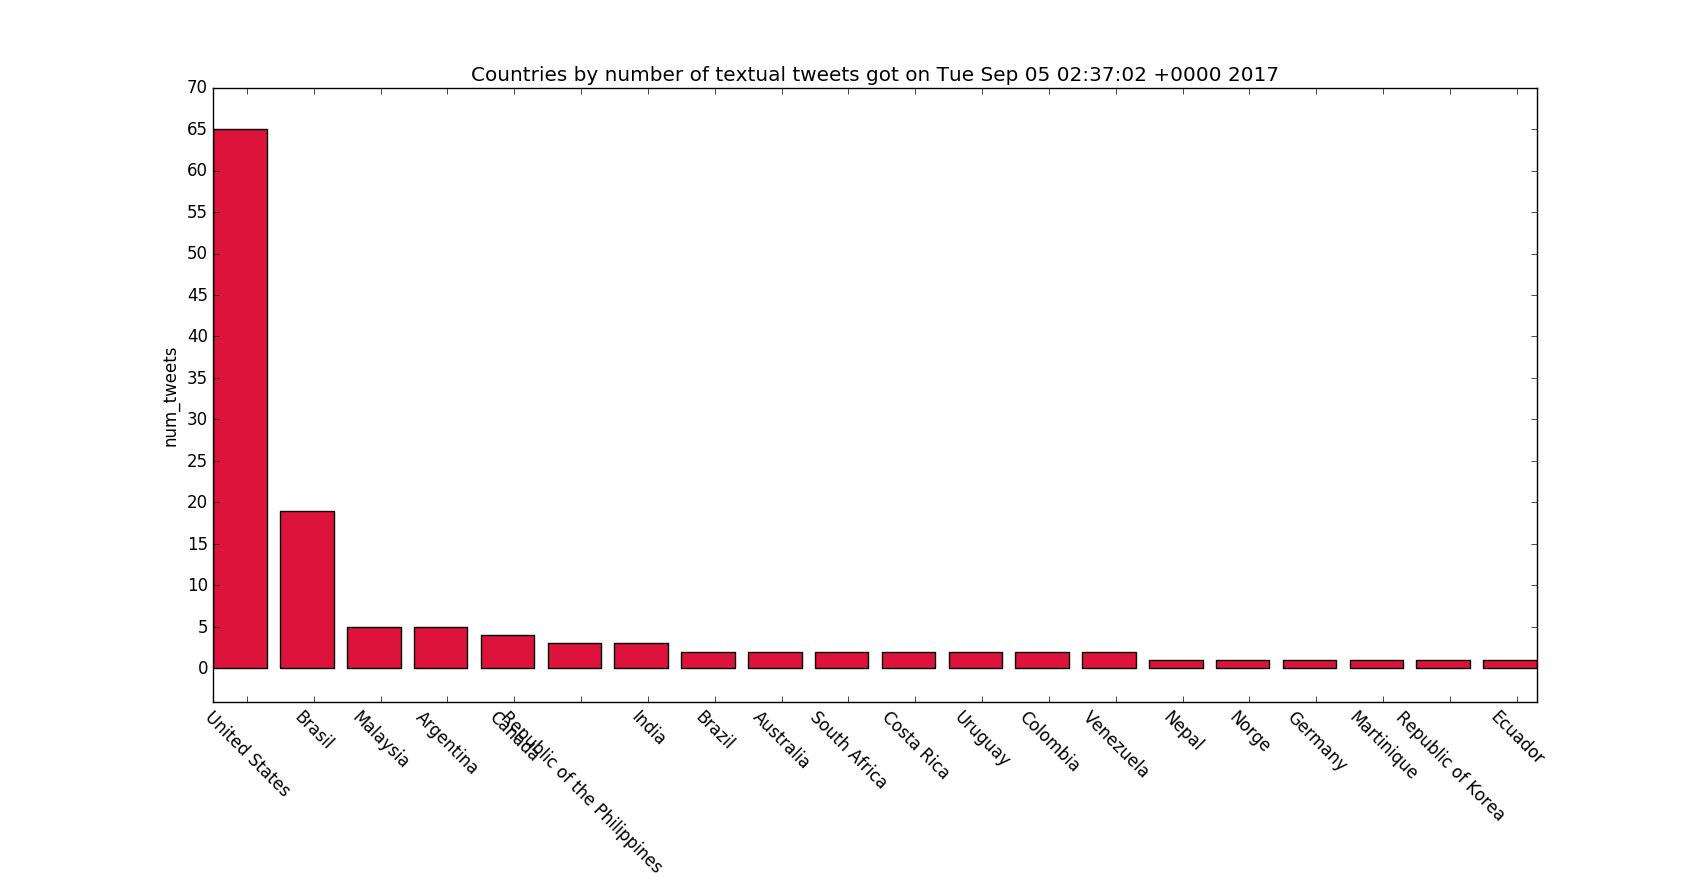 Countries by number of textual tweets got on Tue Sep 05 02:37:02 +0000 2017
70
65
60
55
50
45
40
35
30
25
20
15
10
5
0
num_tweets
United States
Brasil
Malaysia
Argentina
Canada
Republic of the Philippines
India
Brazil
Australia
South Africa
Costa Rica
Uruguay
Colombia
Venezuela
Nepal
Norge
Germany
Martinique
Republic of Korea
Ecuador